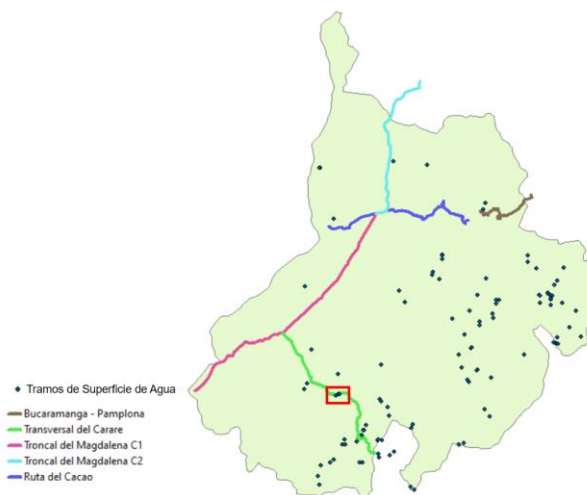 Tramos de Superficie de Agua
Bucaramanga - Pamplona
Transversal del Carare
Troncal del Magdalena C1
Troncal del Magdalena C2
Ruta del Cacao